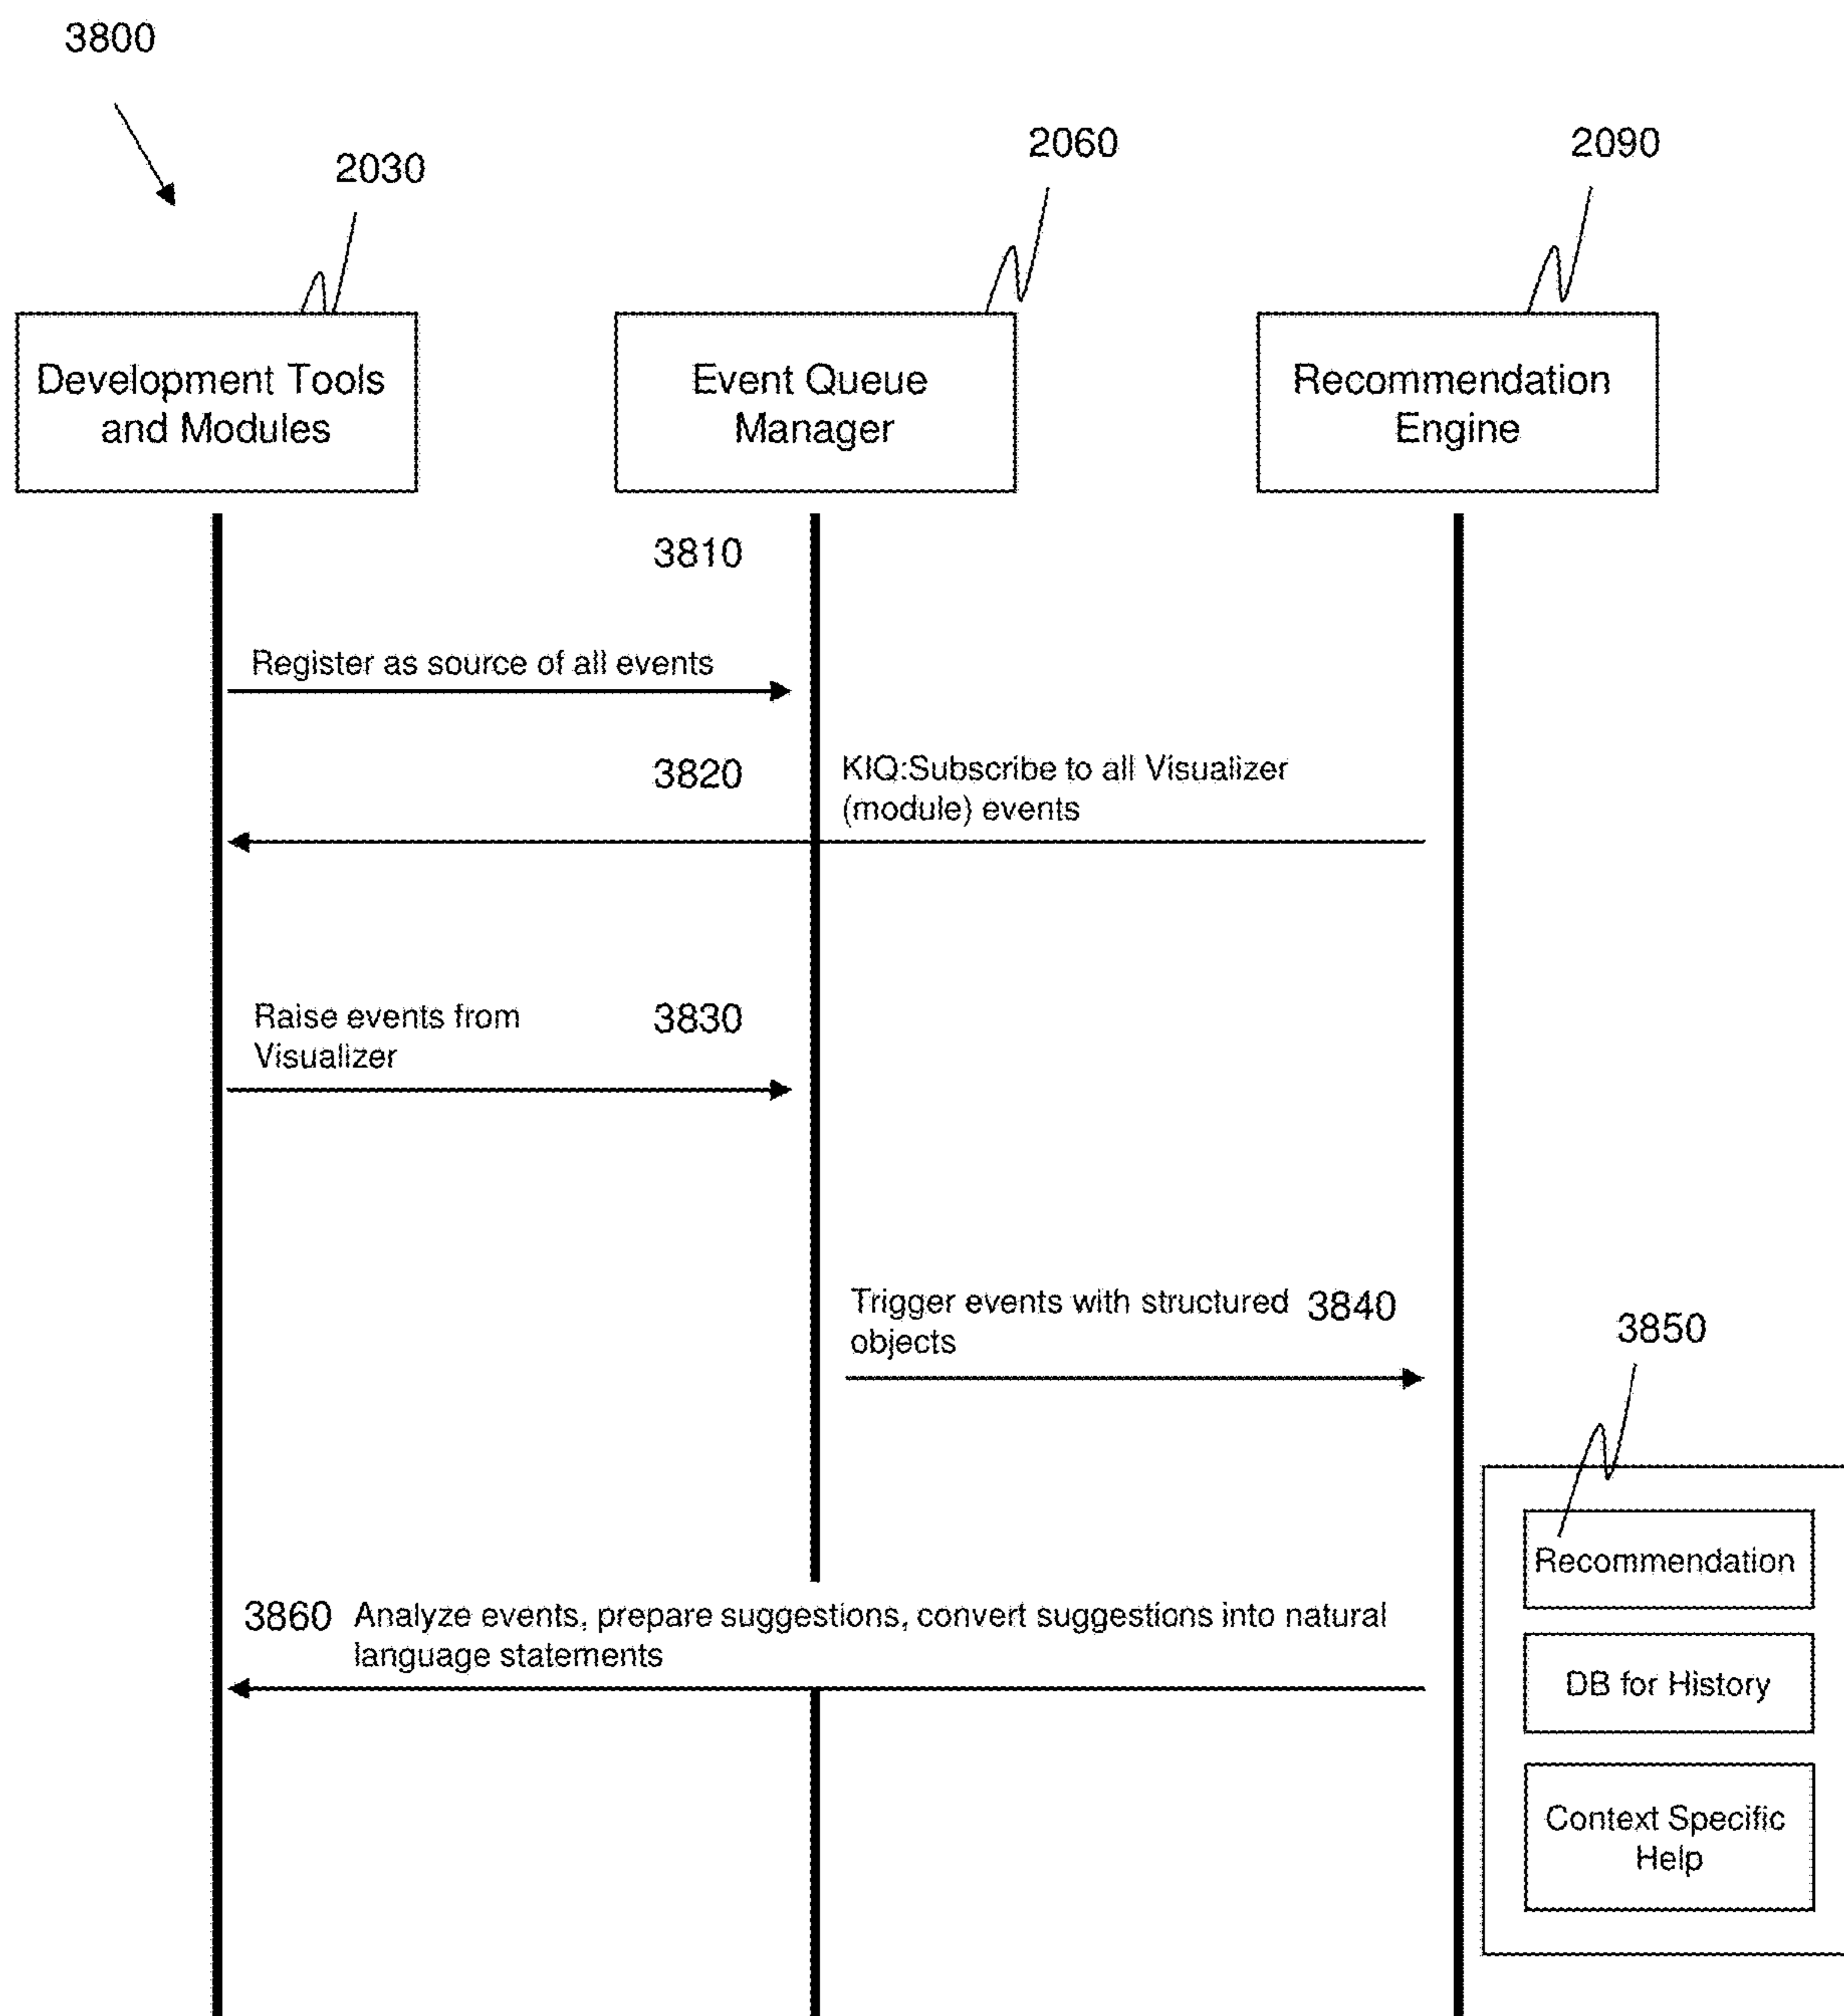 3800
2030
2060
2090
Development Tools
and Modules
Event Queue
Manager
Recommendation
Engine
3810
Register as source of all events
3820
KIQ:Subscribe to all Visualizer
(module) events
Raise events from
Visualizer
3830
Trigger events with structured
objects
3840
3850
Recommendation
DB for History
Context Specific
Help
3860
Analyze events, prepare suggestions, convert suggestions into natural
language statements